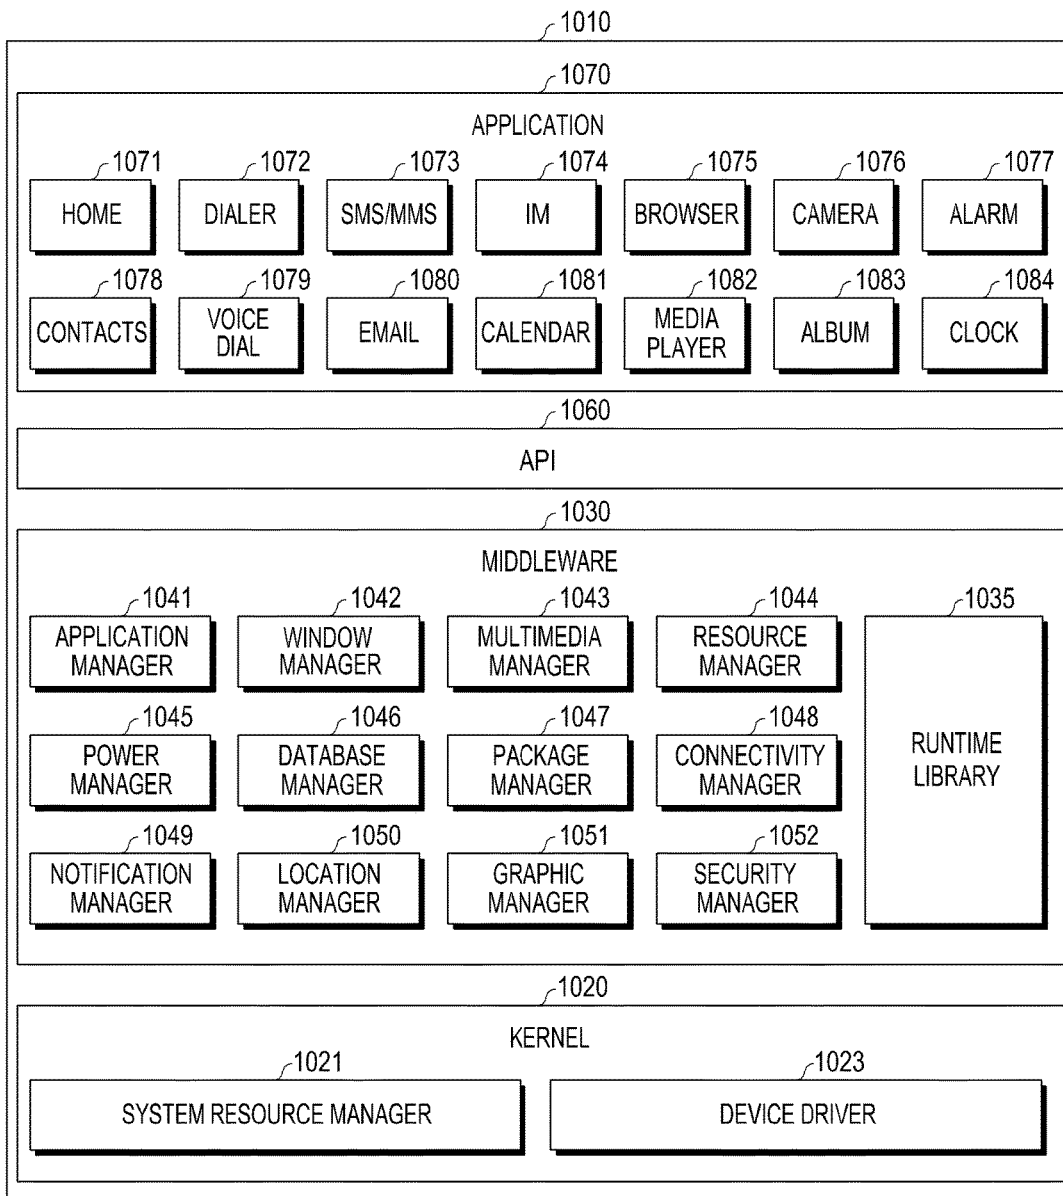 1010
1070
APPLICATION
1071 1072 1073 1074 1075 1076 1077
HOME DIALER SMS/MMS IM BROWSER CAMERA ALARM
1078 1079 1080 1081 1082 1083 1084
CONTACTS VOICE DIAL EMAIL CALENDAR MEDIA PLAYER ALBUM CLOCK
1060
API
1030
MIDDLEWARE
1041 1042 1043 1044 1035
APPLICATION MANAGER WINDOW MANAGER MULTIMEDIA MANAGER RESOURCE MANAGER
1045 1046 1047 1048
POWER MANAGER DATABASE MANAGER PACKAGE MANAGER CONNECTIVITY MANAGER RUNTIME LIBRARY
1049 1050 1051 1052
NOTIFICATION MANAGER LOCATION MANAGER GRAPHIC MANAGER SECURITY MANAGER
1020
KERNEL
1021 1023
SYSTEM RESOURCE MANAGER DEVICE DRIVER